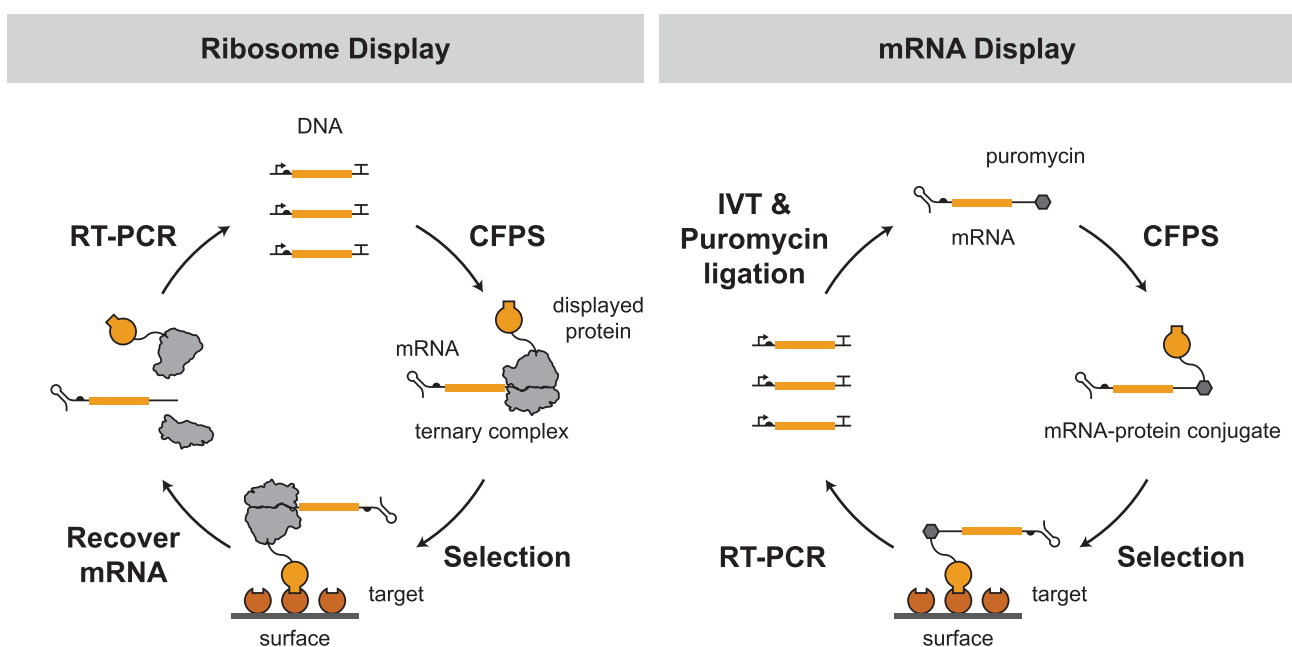 Ribosome Display
DNA
RT-PCR
CFPS
displayed
protein
mRNA
ternary complex
Recover
mRNA
Selection
target
surface
mRNA Display
puromycin
IVT &
Puromycin
ligation
mRNA
CFPS
mRNA-protein conjugate
RT-PCR
Selection
target
surface